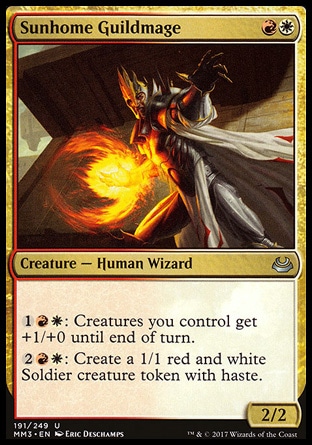 Sunhome Guildmage
Creature — Human Wizard
1: Creatures you control get
+1/+0 until end of turn.
2: Create a 1/1 red and white
Soldier creature token with haste.
2/2
191/249 U
MM3 • EN Eric Deschamps
™ & © 2017 Wizards of the Coast